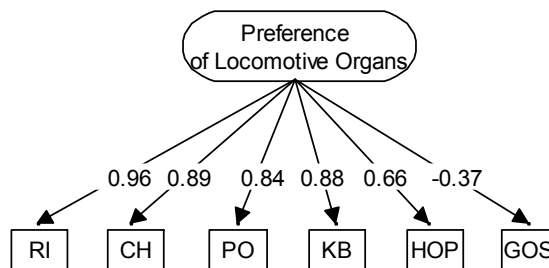 Preference
of Locomotive Organs
0.96 0.89 0.84 0.88 0.66 -0.37
RI CH PO KB HOP GOS